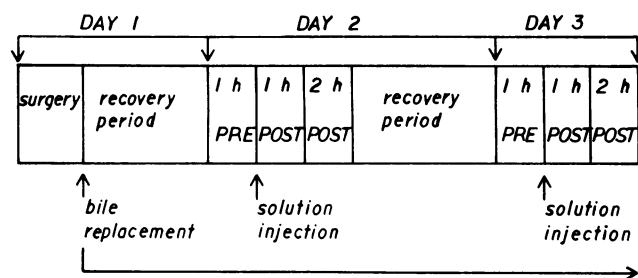 DAY 1 DAY 2 DAY 3
surgery
recovery
period
1 h 1 h 2 h
PRE POST POST
recovery
period
1 h 1 h 2 h
PRE POST POST
bile
replacement
solution
injection
solution
injection